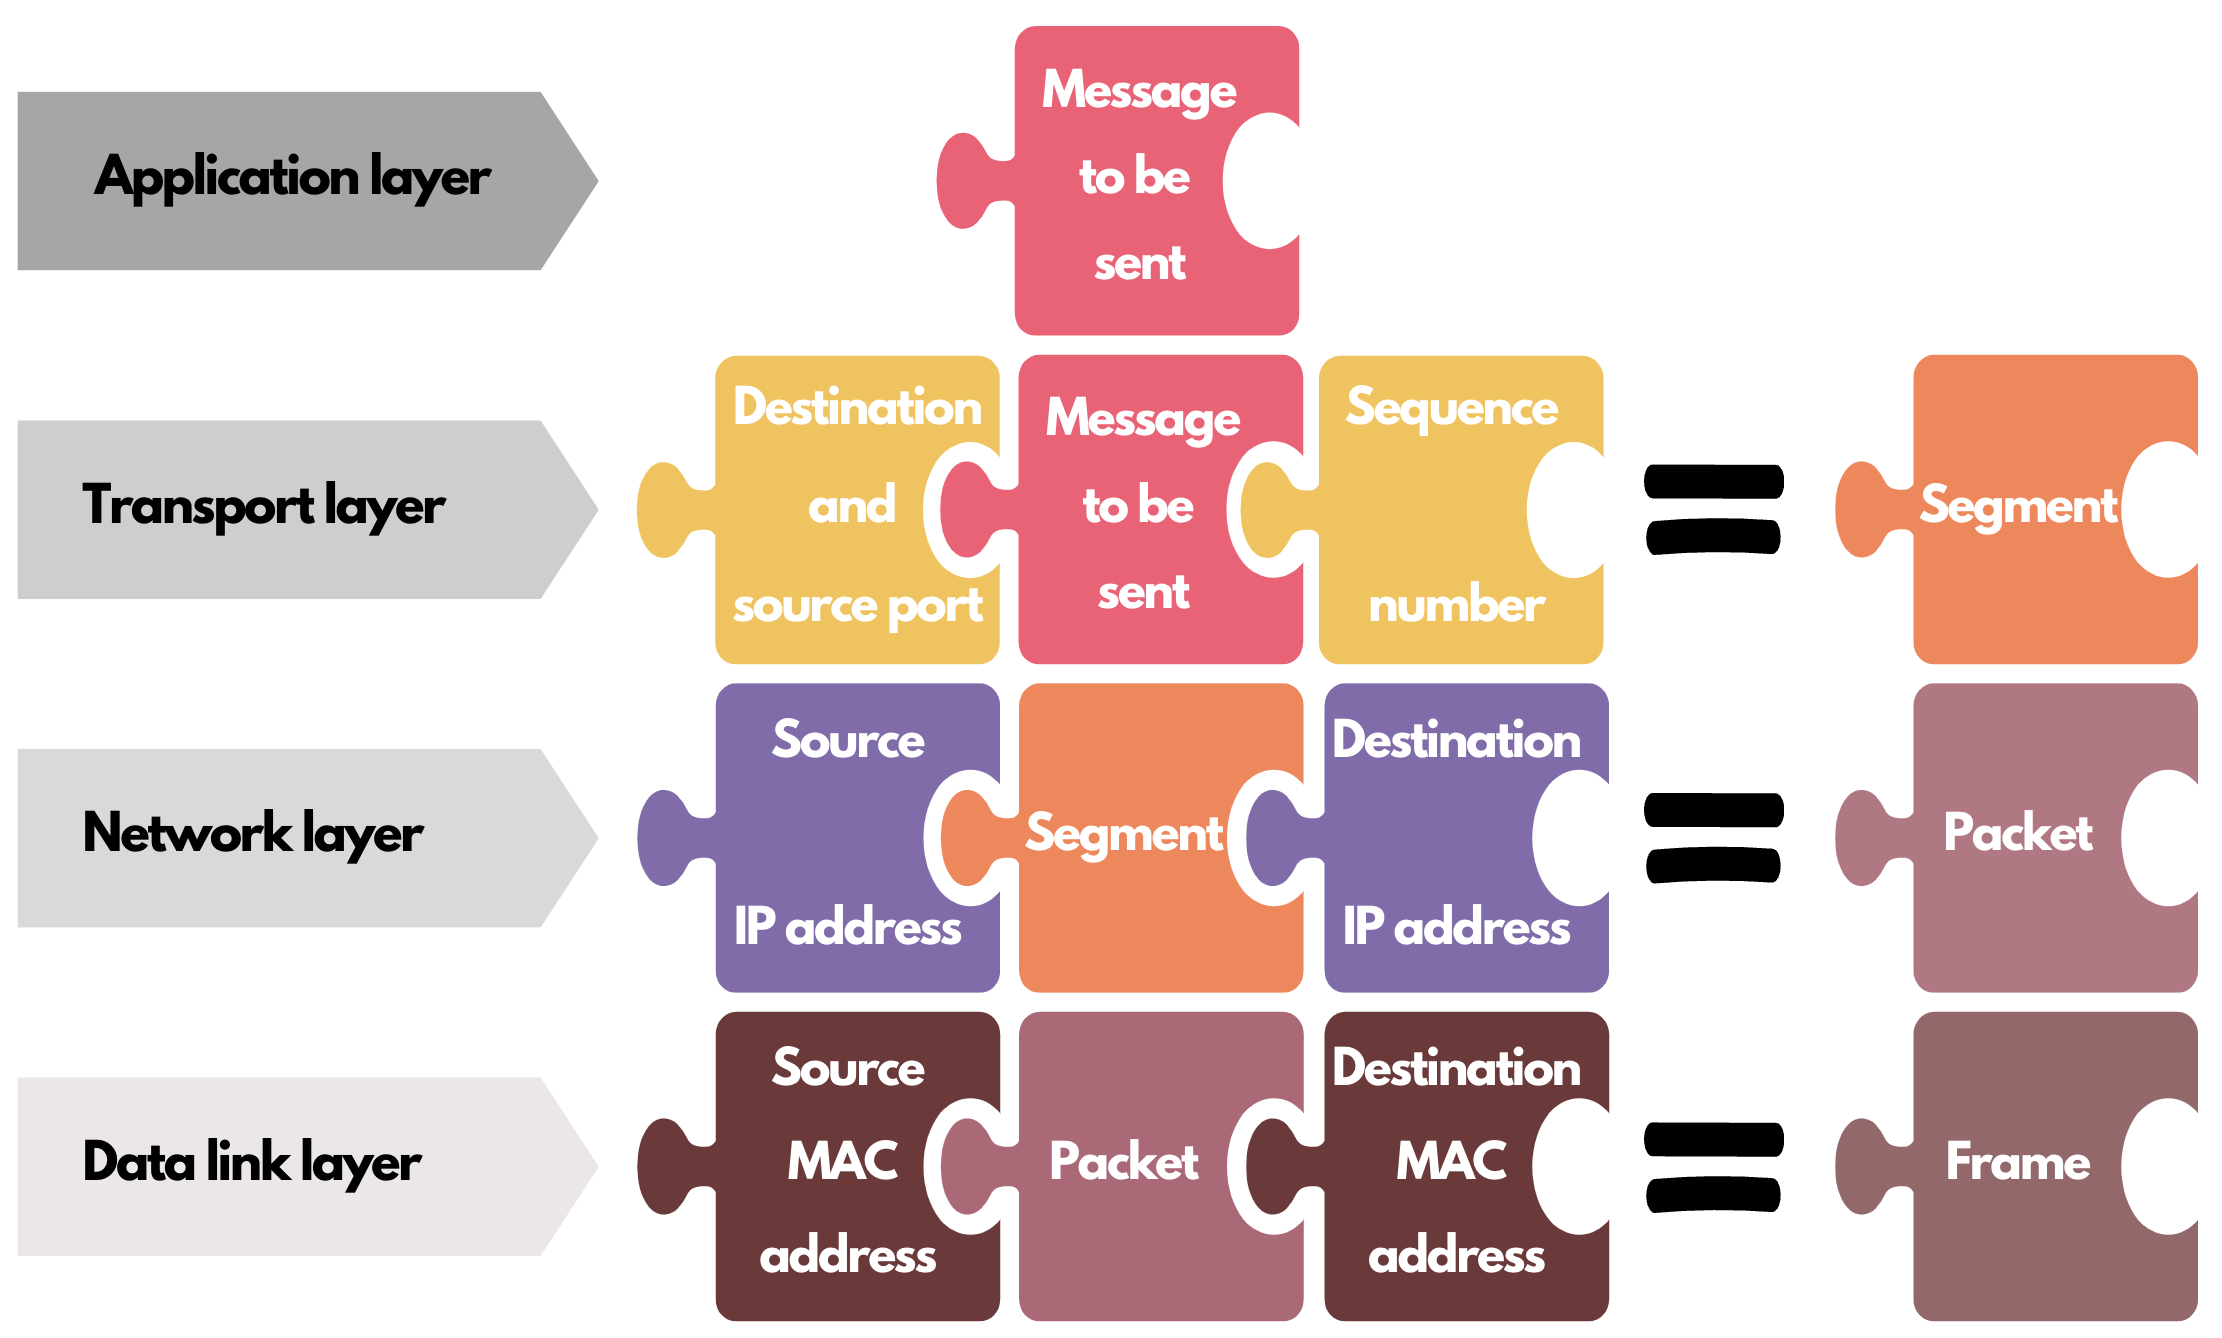 Application layer
Message
to be
sent
Transport layer
Destination
and
source port
Message
to be
sent
Sequence
number
Segment
Network layer
Source
IP address
Segment
Destination
IP address
Packet
Data link layer
Source
MAC
address
Packet
Destination
MAC
address
Frame